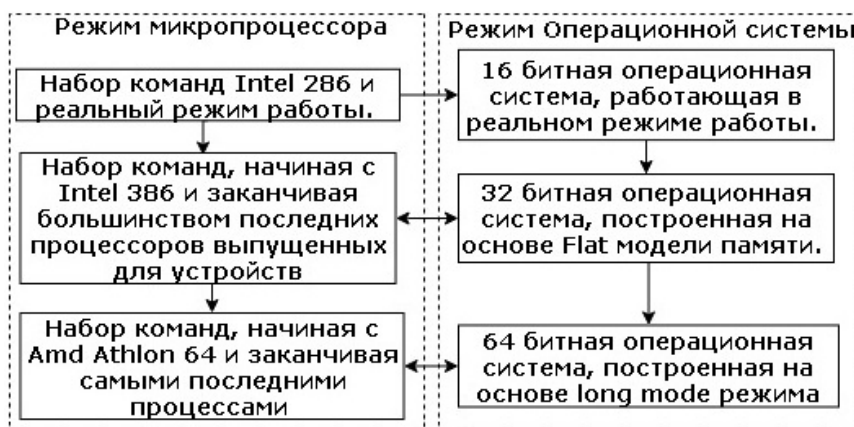 Режим микропроцессора
Набор команд Intel 286 и
реальный режим работы.
Набор команд, начиная с
Intel 386 и заканчивая
большинством последних
процессоров выпущенных
для устройств
Набор команд, начиная с
Amd Athlon 64 и заканчивая
самыми последними
процессами
Режим Операционной системы
16 битная операционная
система, работающая в
реальном режиме работы.
32 битная операционная
система, построенная на
основе Flat модели памяти.
64 битная операционная
система, построенная на
основе long mode режима